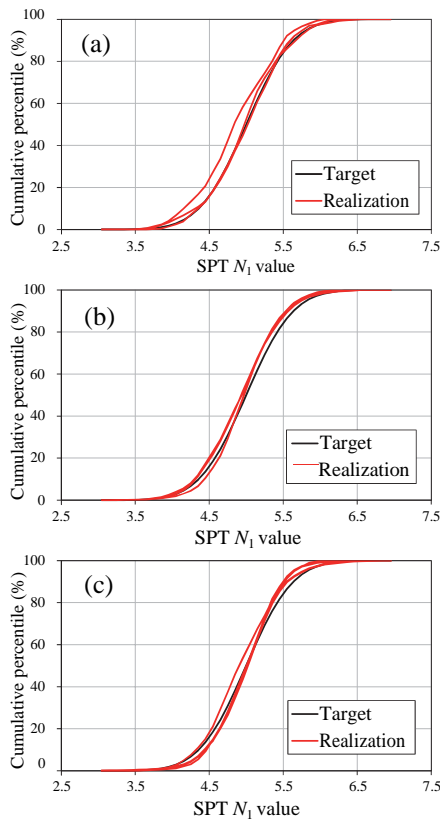 (a)
Cumulative percentile (%)
100
80
60
40
20
0
2.5 3.5 4.5 5.5 6.5 7.5
SPT N1 value
Target
Realization
(b)
Cumulative percentile (%)
100
80
60
40
20
0
2.5 3.5 4.5 5.5 6.5 7.5
SPT N1 value
Target
Realization
(c)
Cumulative percentile (%)
100
80
60
40
20
0
2.5 3.5 4.5 5.5 6.5 7.5
SPT N1 value
Target
Realization